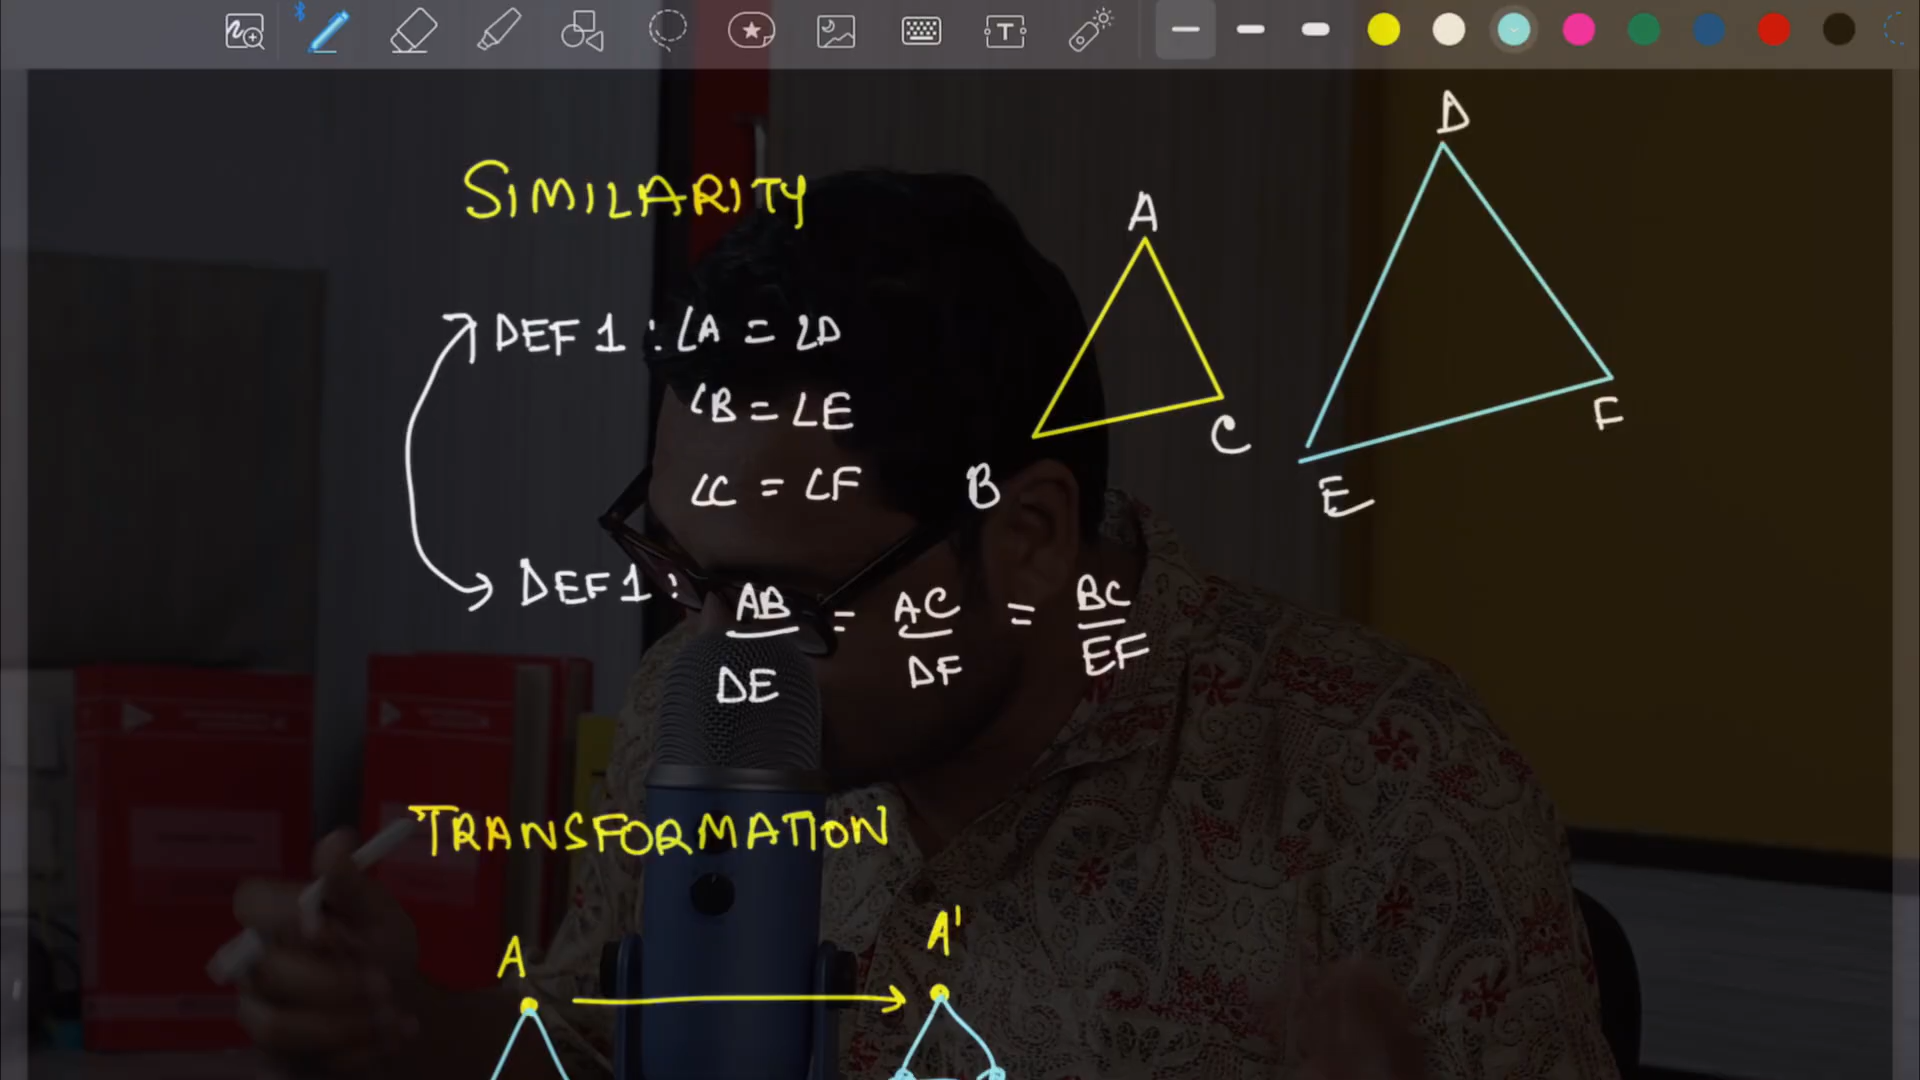 D
SIMILARITY
A
DEF 1 : ∠A = ∠D
∠B = ∠E
C
F
∠C = ∠F
B
E
DEF 1 : AB/DE = AC/DF = BC/EF
TRANSFORMATION
A
A'
T